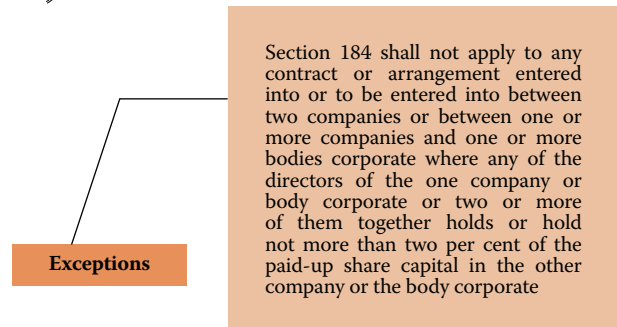 Section 184 shall not apply to any
contract or arrangement entered
into or to be entered into between
two companies or between one or
more companies and one or more
bodies corporate where any of the
directors of the one company or
body corporate or two or more
of them together holds or hold
not more than two per cent of the
paid-up share capital in the other
company or the body corporate
Exceptions